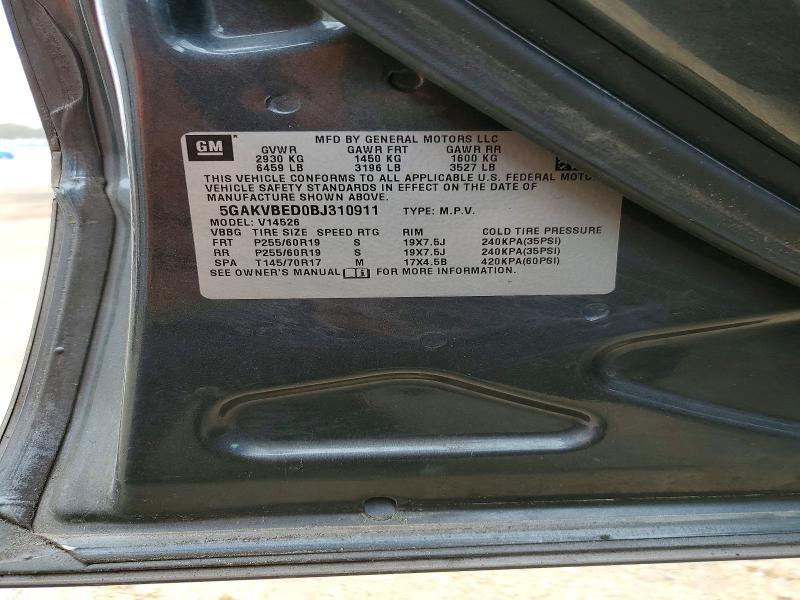 GM MFD BY GENERAL MOTORS LLC
GVWR GAWR FRT GAWR RR
2930 KG 1450 KG 1600 KG
6459 LB 3196 LB 3527 LB
THIS VEHICLE CONFORMS TO ALL APPLICABLE U.S. FEDERAL MOTO
VEHICLE SAFETY STANDARDS IN EFFECT ON THE DATE OF
MANUFACTURE SHOWN ABOVE.
5GAKVBED0BJ310911 TYPE: M.P.V.
MODEL: V14526
VBBG TIRE SIZE SPEED RTG RIM COLD TIRE PRESSURE
FRT P255/60R19 S 19X7.5J 240KPA(35PSI)
RR P255/60R19 S 19X7.5J 240KPA(35PSI)
SPA T145/70R17 M 17X4.5B 420KPA(60PSI)
SEE OWNER'S MANUAL FOR MORE INFORMATION.